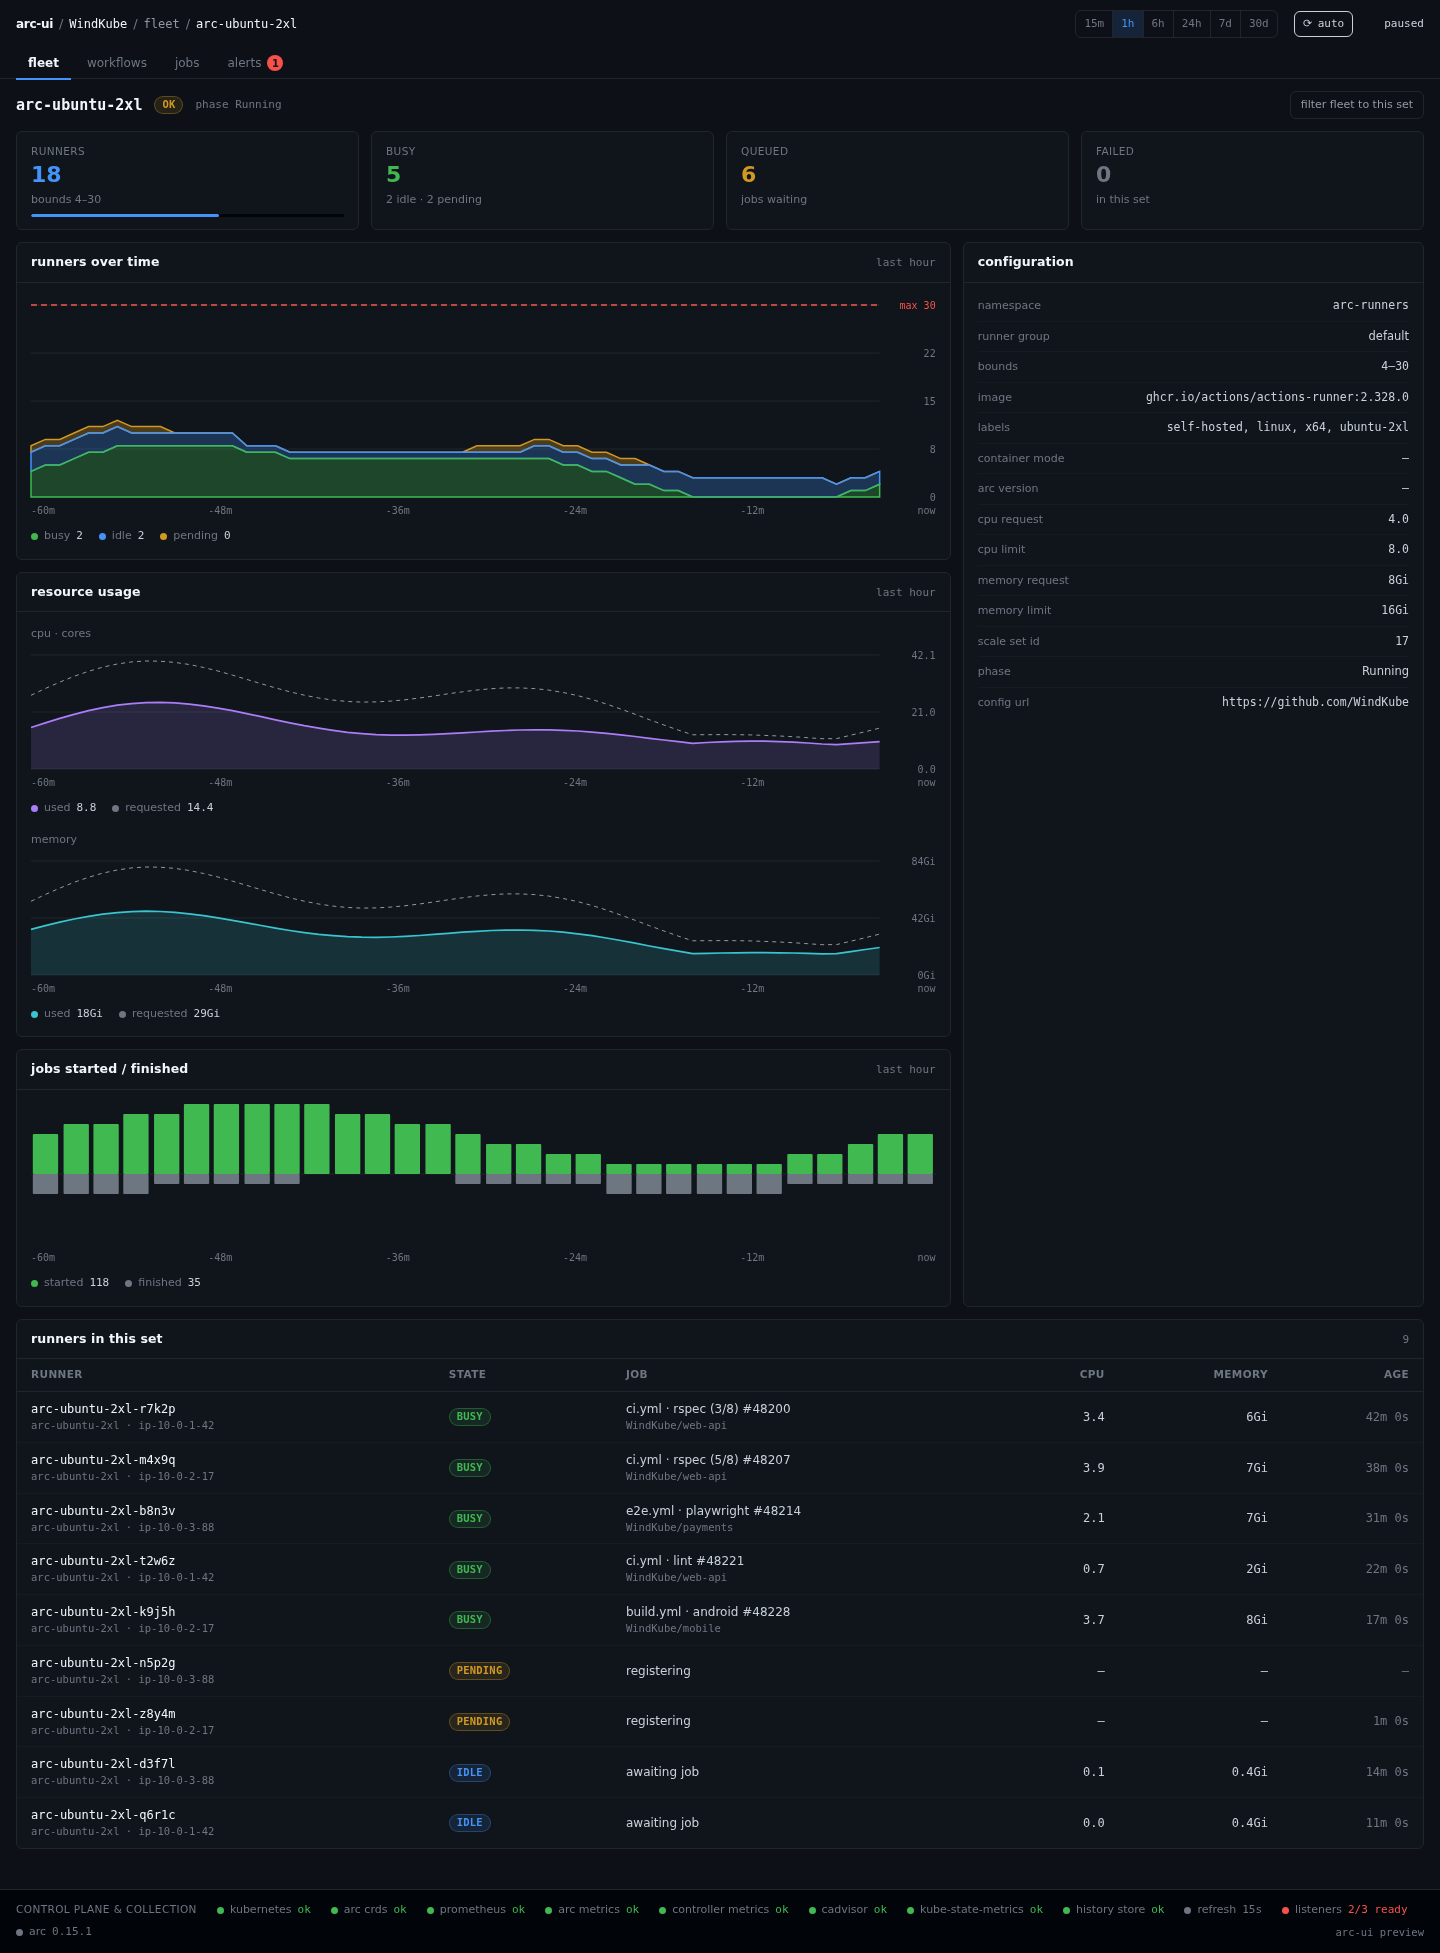 arc-ui / WindKube / fleet / arc-ubuntu-2xl
15m 1h 6h 24h 7d 30d ⟳ auto paused
fleet workflows jobs alerts 1
arc-ubuntu-2xl OK phase Running filter fleet to this set
RUNNERS
18
bounds 4–30
BUSY
5
2 idle · 2 pending
QUEUED
6
jobs waiting
FAILED
0
in this set
runners over time last hour
max 30
22
15
8
0
-60m -48m -36m -24m -12m now
busy 2 idle 2 pending 0
resource usage last hour
cpu · cores
42.1
21.0
0.0
-60m -48m -36m -24m -12m now
used 8.8 requested 14.4
memory
84Gi
42Gi
0Gi
-60m -48m -36m -24m -12m now
used 18Gi requested 29Gi
jobs started / finished last hour
-60m -48m -36m -24m -12m now
started 118 finished 35
configuration
namespace arc-runners
runner group default
bounds 4–30
image ghcr.io/actions/actions-runner:2.328.0
labels self-hosted, linux, x64, ubuntu-2xl
container mode –
arc version –
cpu request 4.0
cpu limit 8.0
memory request 8Gi
memory limit 16Gi
scale set id 17
phase Running
config url https://github.com/WindKube
runners in this set 9
RUNNER STATE JOB CPU MEMORY AGE
arc-ubuntu-2xl-r7k2p BUSY ci.yml · rspec (3/8) #48200 3.4 6Gi 42m 0s
arc-ubuntu-2xl · ip-10-0-1-42 WindKube/web-api
arc-ubuntu-2xl-m4x9q BUSY ci.yml · rspec (5/8) #48207 3.9 7Gi 38m 0s
arc-ubuntu-2xl · ip-10-0-2-17 WindKube/web-api
arc-ubuntu-2xl-b8n3v BUSY e2e.yml · playwright #48214 2.1 7Gi 31m 0s
arc-ubuntu-2xl · ip-10-0-3-88 WindKube/payments
arc-ubuntu-2xl-t2w6z BUSY ci.yml · lint #48221 0.7 2Gi 22m 0s
arc-ubuntu-2xl · ip-10-0-1-42 WindKube/web-api
arc-ubuntu-2xl-k9j5h BUSY build.yml · android #48228 3.7 8Gi 17m 0s
arc-ubuntu-2xl · ip-10-0-2-17 WindKube/mobile
arc-ubuntu-2xl-n5p2g PENDING registering – – –
arc-ubuntu-2xl · ip-10-0-3-88
arc-ubuntu-2xl-z8y4m PENDING registering – – 1m 0s
arc-ubuntu-2xl · ip-10-0-2-17
arc-ubuntu-2xl-d3f7l IDLE awaiting job 0.1 0.4Gi 14m 0s
arc-ubuntu-2xl · ip-10-0-3-88
arc-ubuntu-2xl-q6r1c IDLE awaiting job 0.0 0.4Gi 11m 0s
arc-ubuntu-2xl · ip-10-0-1-42
CONTROL PLANE & COLLECTION kubernetes ok arc crds ok prometheus ok arc metrics ok controller metrics ok cadvisor ok kube-state-metrics ok history store ok refresh 15s listeners 2/3 ready
arc 0.15.1 arc-ui preview